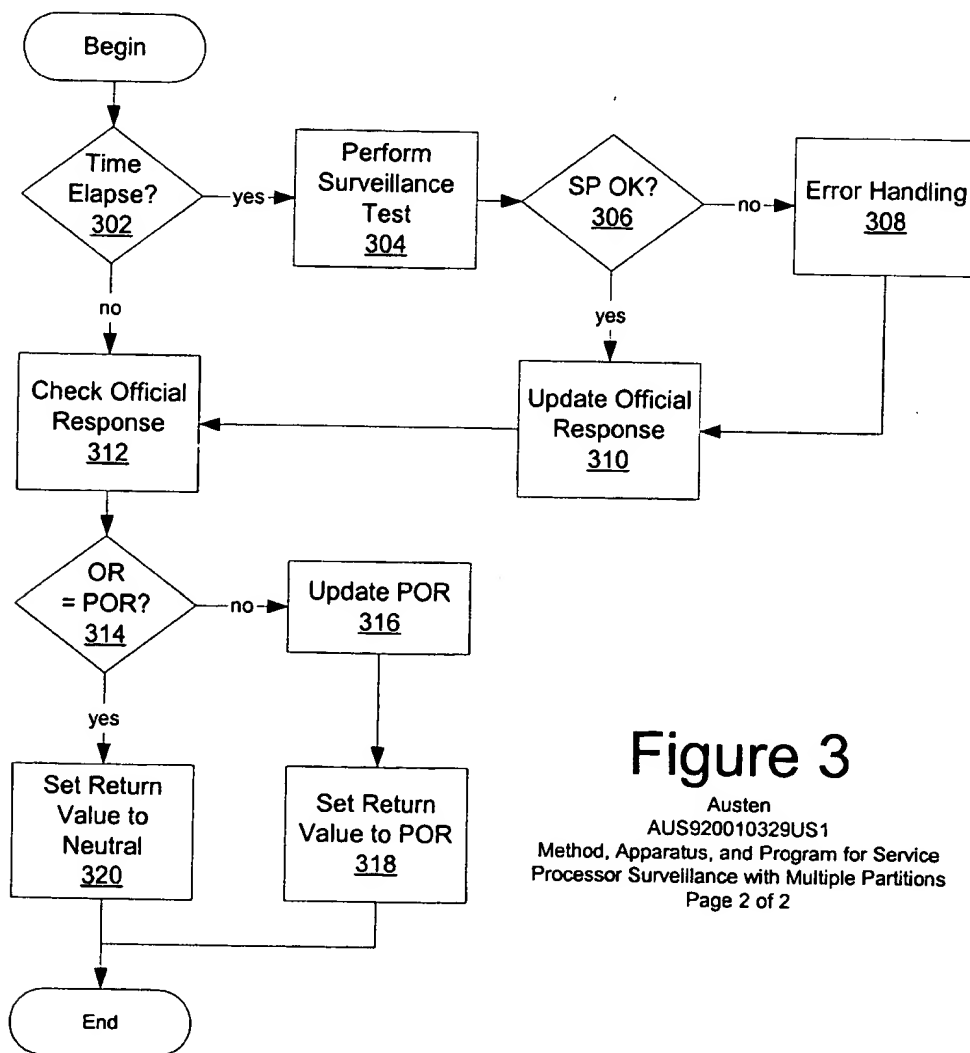 Begin
Time
Elapse?
302
yes
Perform
Surveillance
Test
304
SP OK?
306
no
Error Handling
308
no
yes
Check Official
Response
312
Update Official
Response
310
OR
= POR?
314
no
Update POR
316
yes
Set Return
Value to
Neutral
320
Set Return
Value to POR
318
End
Figure 3
Austen
AUS920010329US1
Method, Apparatus, and Program for Service
Processor Surveillance with Multiple Partitions
Page 2 of 2